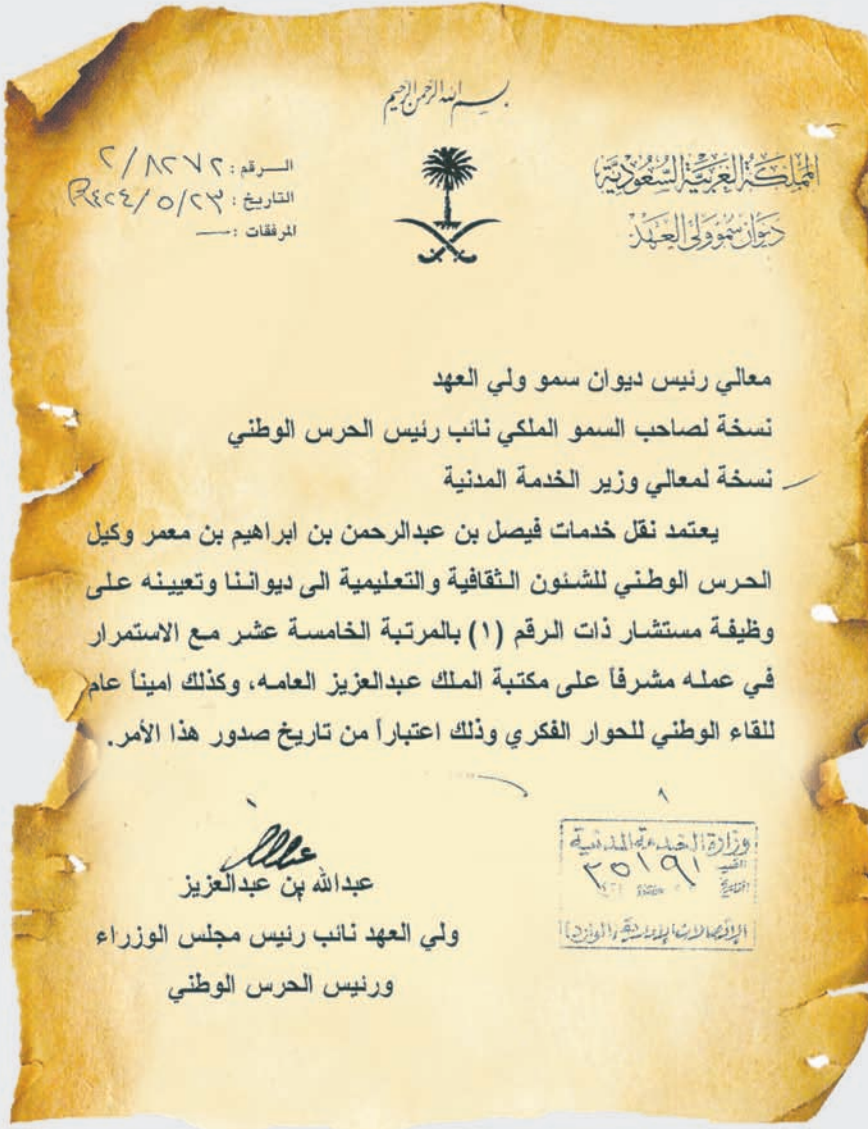 بسم الله الرحمن الرحيم
المملكة العربية السعودية
ديوان سمو ولي العهد
الـــرقم : ٢/٨٢٧٢
التاريخ : ١٤٢٤/٥/٢٣هـ
المرفقات : —
معالي رئيس ديوان سمو ولي العهد
نسخة لصاحب السمو الملكي نائب رئيس الحرس الوطني
نسخة لمعالي وزير الخدمة المدنية
يعتمد نقل خدمات فيصل بن عبدالرحمن بن ابراهيم بن معمر وكيل
الحرس الوطني للشئون الثقافية والتعليمية الى ديواننا وتعيينه على
وظيفة مستشار ذات الرقم (١) بالمرتبة الخامسة عشر مع الاستمرار
في عمله مشرفاً على مكتبة الملك عبدالعزيز العامه، وكذلك اميناً عام
للقاء الوطني للحوار الفكري وذلك اعتباراً من تاريخ صدور هذا الأمر.
عبدالله بن عبدالعزيز
ولي العهد نائب رئيس مجلس الوزراء
ورئيس الحرس الوطني
وزارة الخدمة المدنية
٣٥١٩١
الاتصالات الإدارية